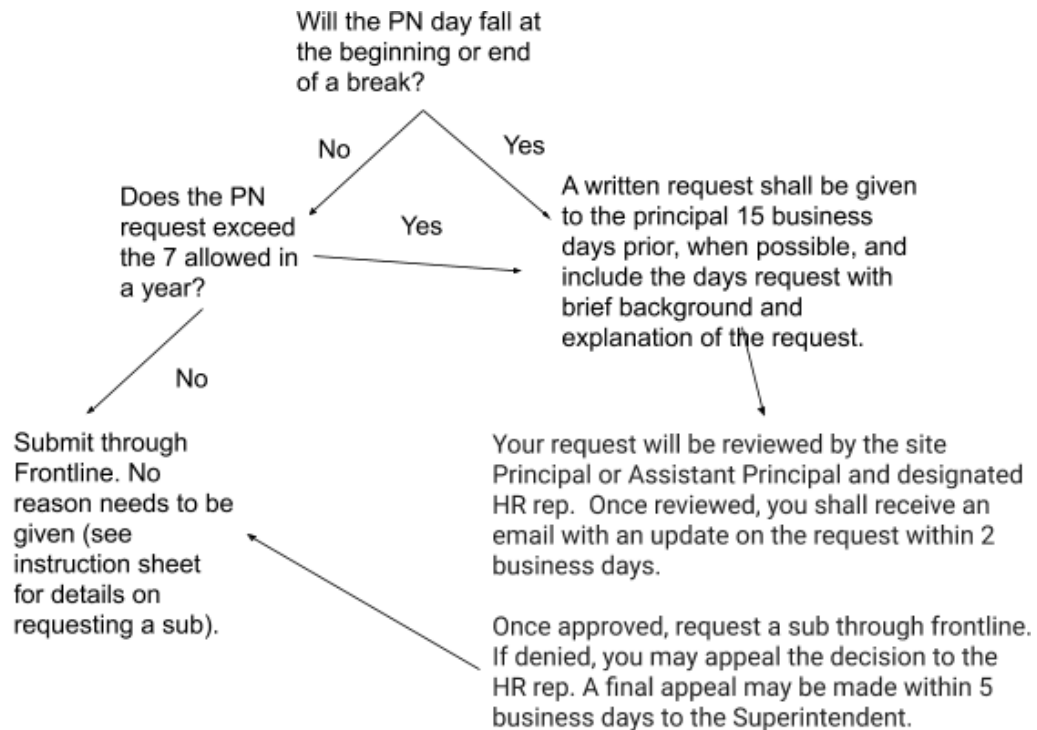 Will the PN day fall at
the beginning or end
of a break?
No
Yes
Does the PN
request exceed
the 7 allowed in
a year?
Yes
A written request shall be given
to the principal 15 business
days prior, when possible, and
include the days request with
brief background and
explanation of the request.
No
Submit through
Frontline. No
reason needs to be
given (see
instruction sheet
for details on
requesting a sub).
Your request will be reviewed by the site
Principal or Assistant Principal and designated
HR rep.  Once reviewed, you shall receive an
email with an update on the request within 2
business days.
Once approved, request a sub through frontline.
If denied, you may appeal the decision to the
HR rep. A final appeal may be made within 5
business days to the Superintendent.